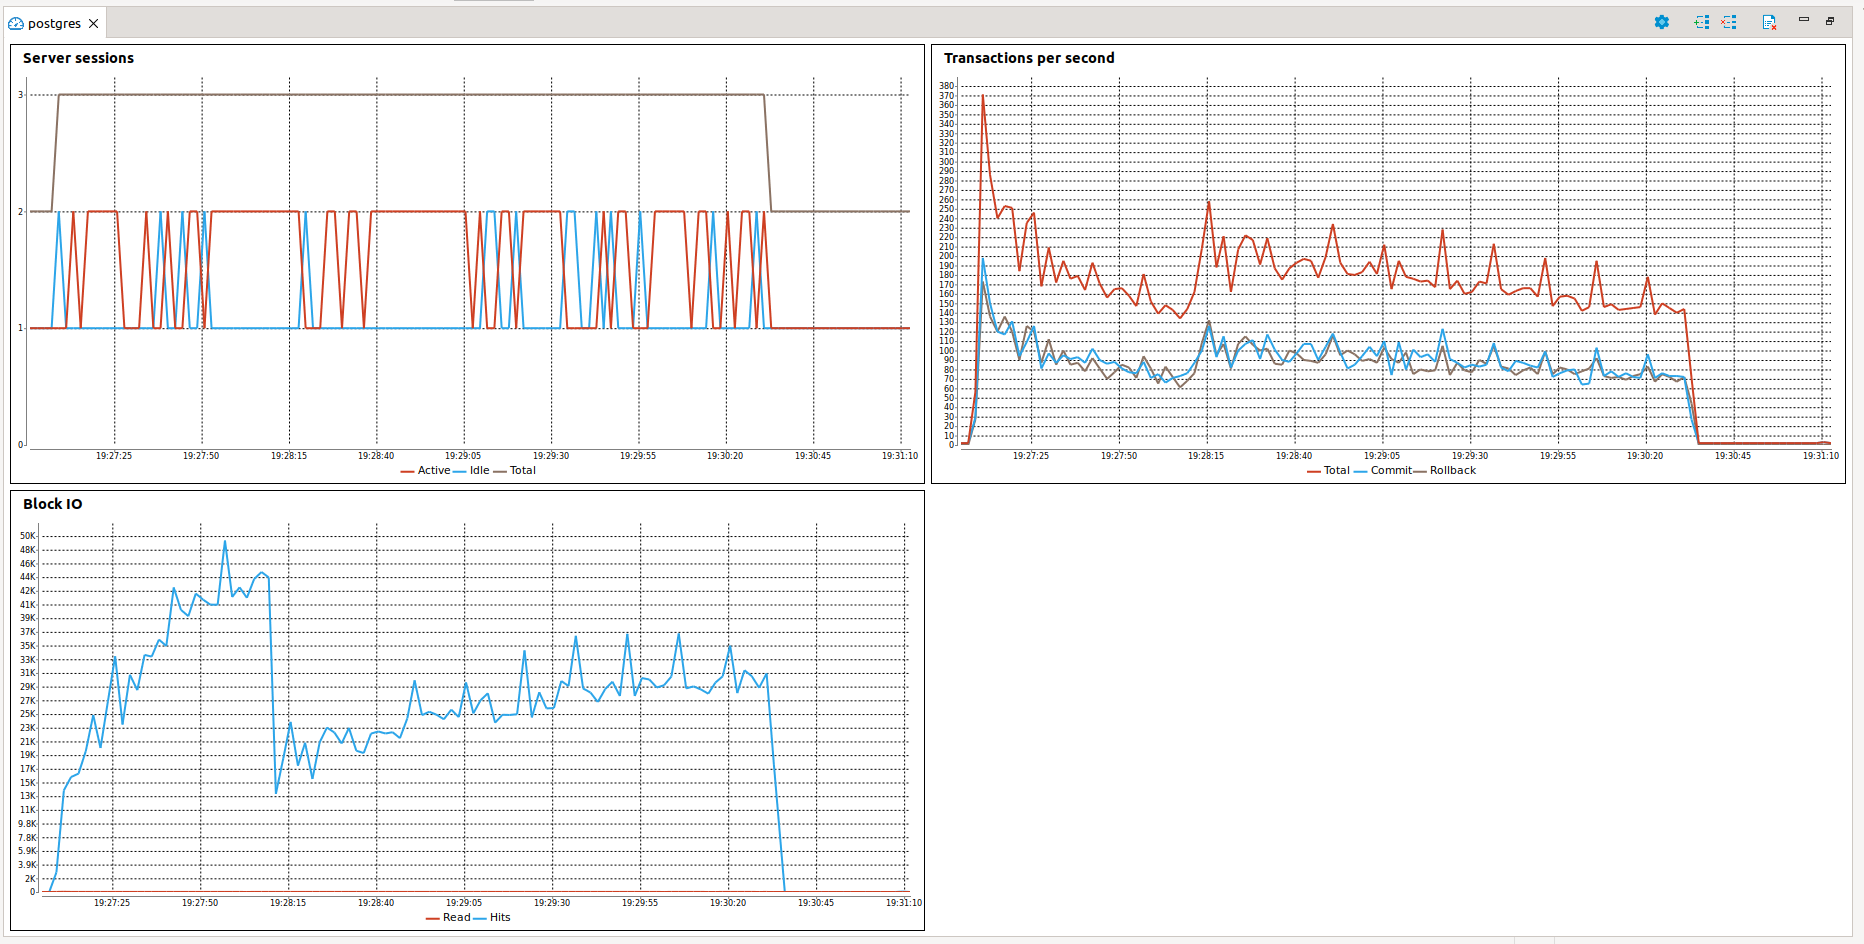 postgres
Server sessions
3
2
1
0
19:27:25 19:27:50 19:28:15 19:28:40 19:29:05 19:29:30 19:29:55 19:30:20 19:30:45 19:31:10
Active Idle Total
Transactions per second
380
370
360
350
340
330
320
310
300
290
280
270
260
250
240
230
220
210
200
190
180
170
160
150
140
130
120
110
100
90
80
70
60
50
40
30
20
10
0
19:27:25 19:27:50 19:28:15 19:28:40 19:29:05 19:29:30 19:29:55 19:30:20 19:30:45 19:31:10
Total Commit Rollback
Block IO
50K
48K
46K
44K
42K
41K
39K
37K
35K
33K
31K
29K
27K
25K
23K
21K
19K
17K
15K
13K
11K
9.8K
7.8K
5.9K
3.9K
2K
0
19:27:25 19:27:50 19:28:15 19:28:40 19:29:05 19:29:30 19:29:55 19:30:20 19:30:45 19:31:10
Read Hits